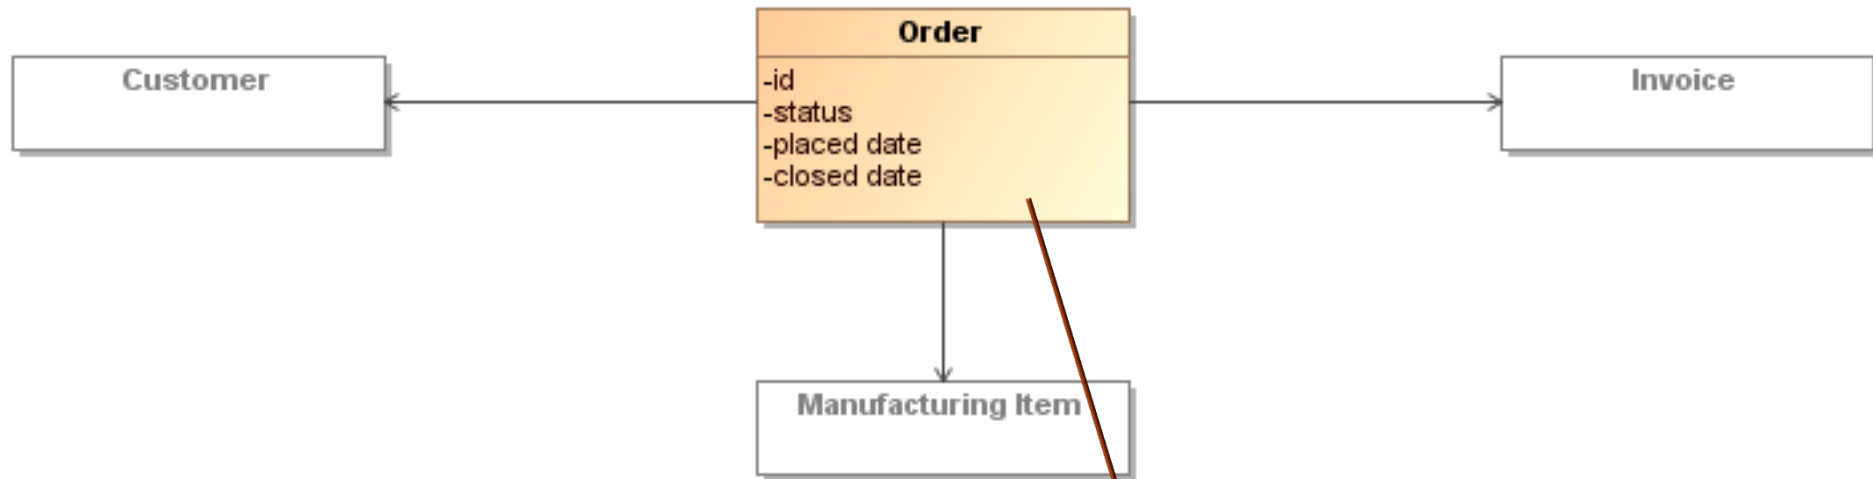 Order
Customer
-id
-status
-placed date
-closed date
Invoice
Manufacturing Item